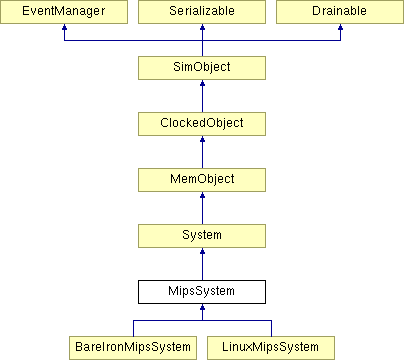 EventManager
Serializable
Drainable
SimObject
ClockedObject
MemObject
System
MipsSystem
BareIronMipsSystem
LinuxMipsSystem